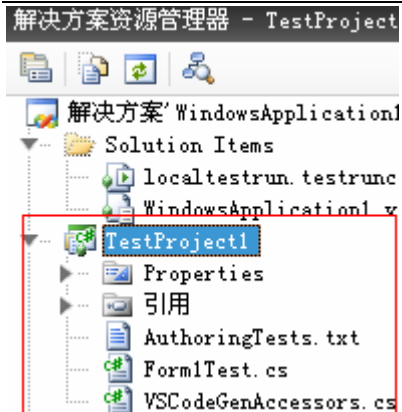 解决方案资源管理器 - TestProject
解决方案'WindowsApplication1
Solution Items
localtestrun.testrunc
WindowsApplication1.v
TestProject1
Properties
引用
AuthoringTests.txt
Form1Test.cs
VSCodeGenAccessors.cs